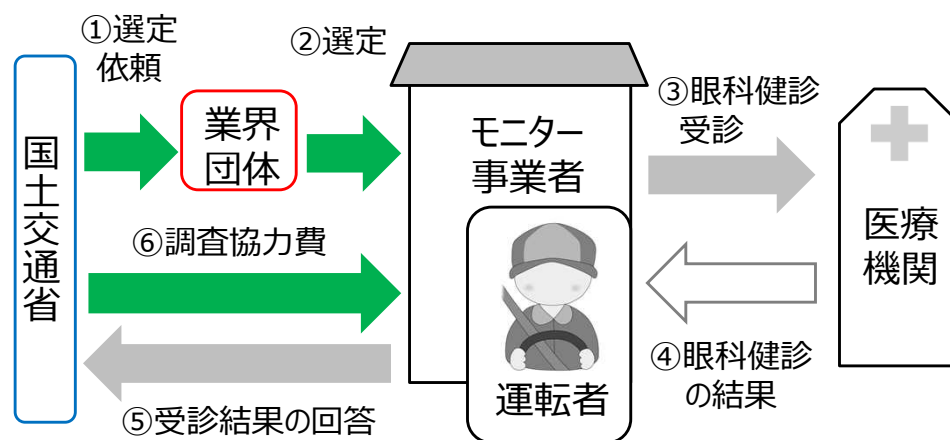 ①選定
依頼
②選定
国土交通省
業界
団体
モニター
事業者
③眼科健診
受診
医療
機関
⑥調査協力費
④眼科健診
の結果
運転者
⑤受診結果の回答